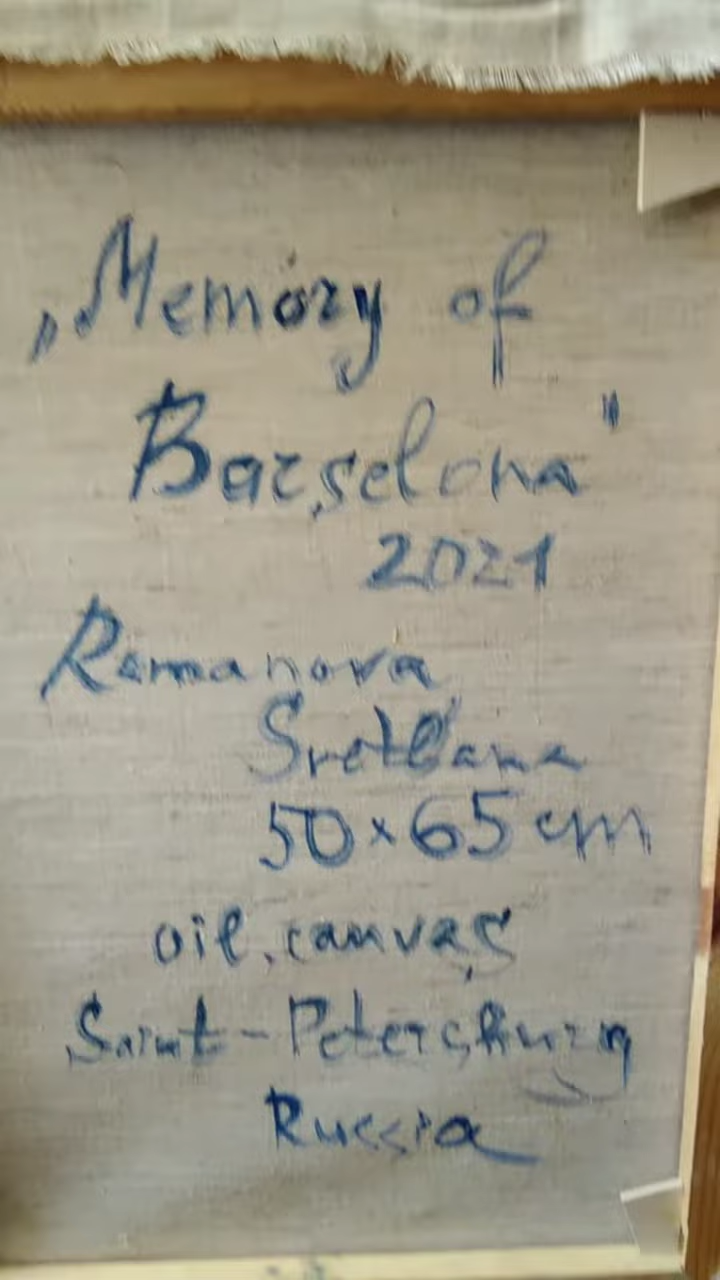 „Memory of
Barselona"
2021
Romanova
Svetlana
50×65 cm
oil, canvas
Saint-Petersburg
Russia